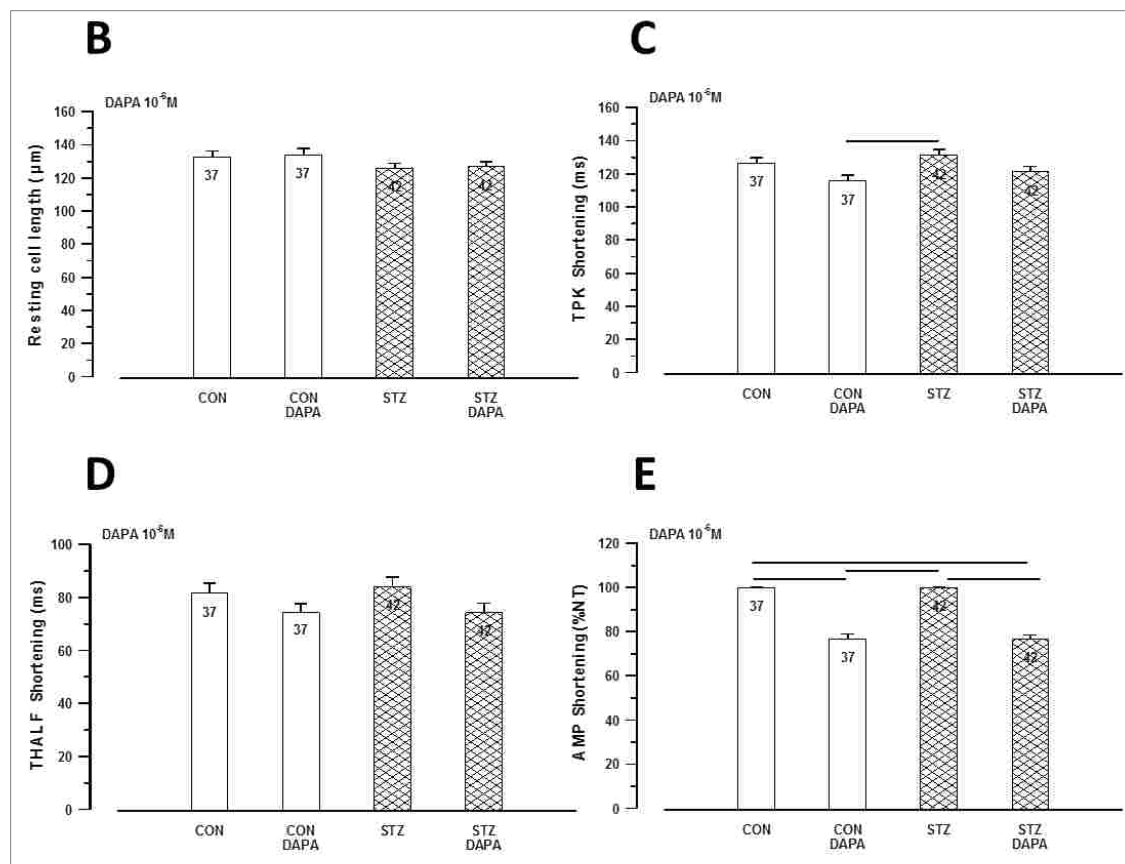 B
DAPA 10⁻⁶M
Resting cell length (µm)
160
140
120
100
80
60
40
20
0
37
37
42
42
CON
CON
DAPA
STZ
STZ
DAPA
C
DAPA 10⁻⁶M
TPK Shortening (ms)
160
140
120
100
80
60
40
20
0
37
37
42
42
CON
CON
DAPA
STZ
STZ
DAPA
D
DAPA 10⁻⁶M
THALF Shortening (ms)
100
80
60
40
20
0
37
37
42
42
CON
CON
DAPA
STZ
STZ
DAPA
E
DAPA 10⁻⁶M
AMP Shortening (%NT)
120
100
80
60
40
20
0
37
37
42
42
CON
CON
DAPA
STZ
STZ
DAPA